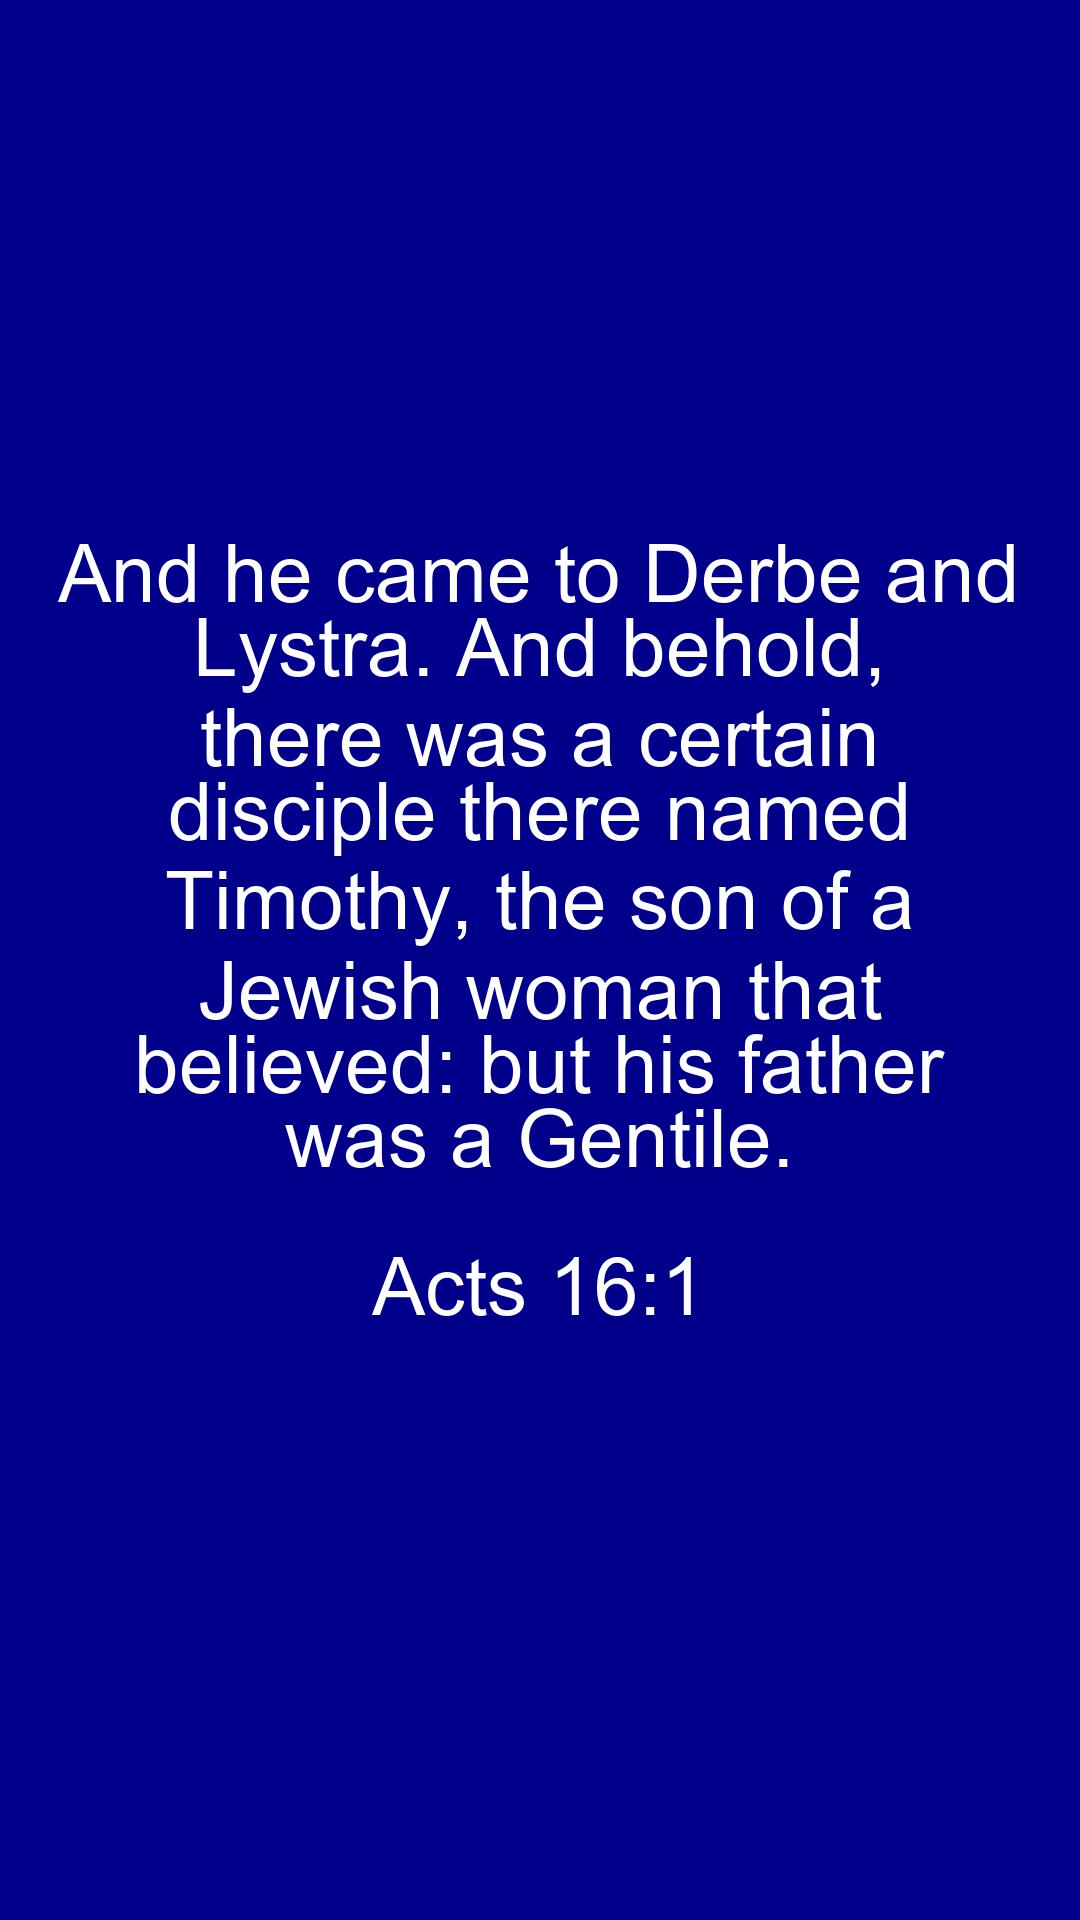 And he came to Derbe and
Lystra. And behold,
there was a certain
disciple there named
Timothy, the son of a
Jewish woman that
believed: but his father
was a Gentile.
Acts 16:1